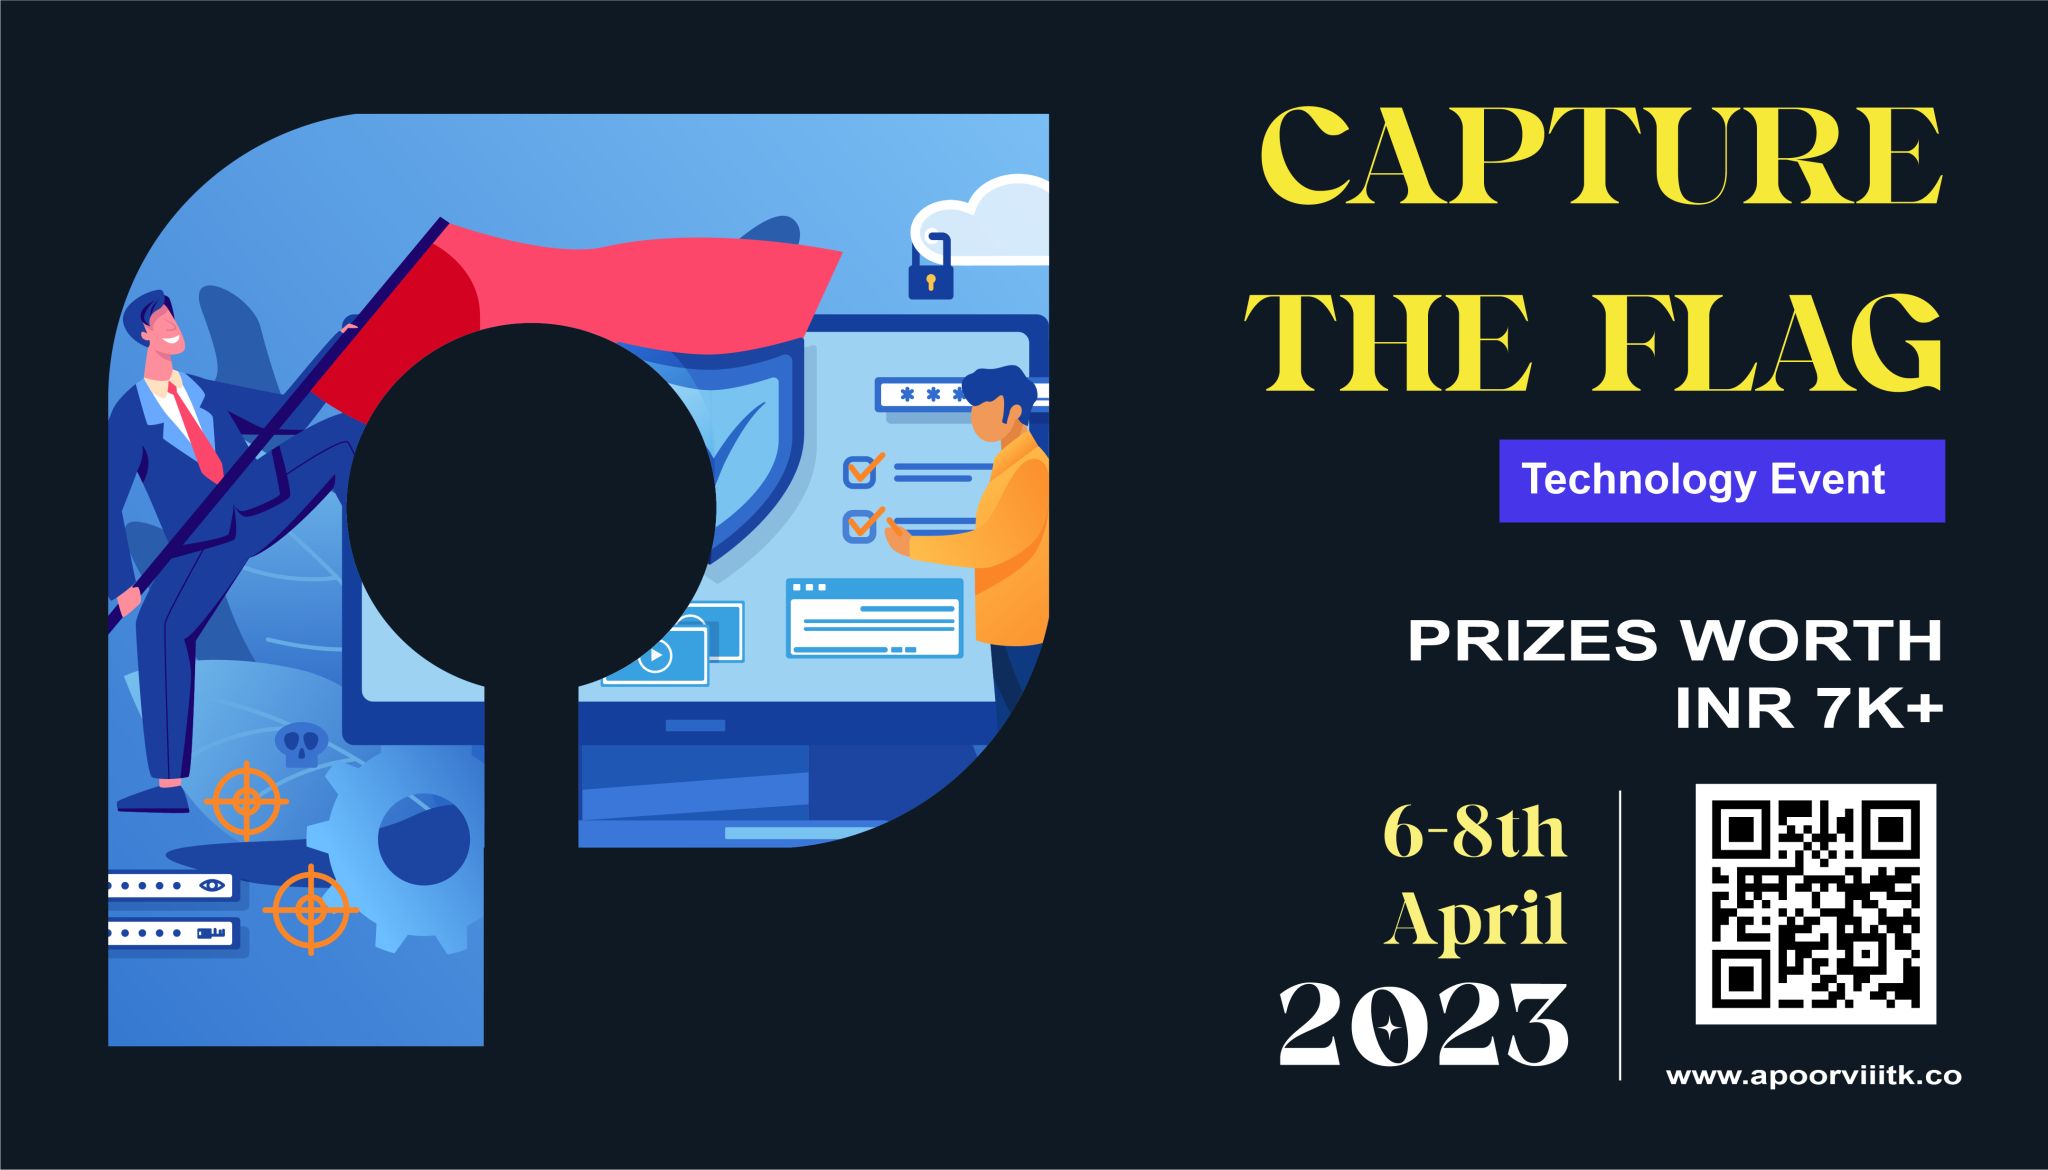 CAPTURE
THE FLAG
Technology Event
PRIZES WORTH
INR 7K+
6-8th
April
2023
www.apoorviiitk.co